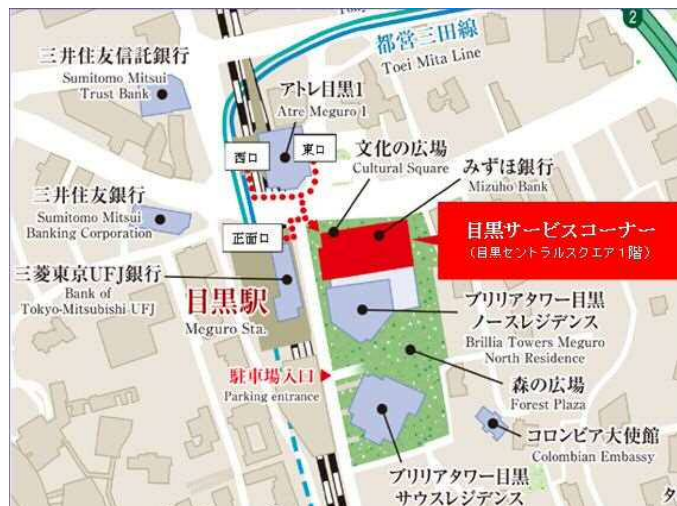 2
都営三田線
Toei Mita Line
三井住友信託銀行
Sumitomo Mitsui
Trust Bank
アトレ目黒1
Atre Meguro 1
西口
東口
文化の広場
Cultural Square
みずほ銀行
Mizuho Bank
三井住友銀行
Sumitomo Mitsui
Banking Corporation
正面口
目黒サービスコーナー
(目黒セントラルスクエア1階)
三菱東京UFJ銀行
Bank of
Tokyo-Mitsubishi UFJ
目黒駅
Meguro Sta.
ブリリアタワー目黒
ノースレジデンス
Brillia Towers Meguro
North Residence
駐車場入口
Parking entrance
森の広場
Forest Plaza
コロンビア大使館
Colombian Embassy
ブリリアタワー目黒
サウスレジデンス